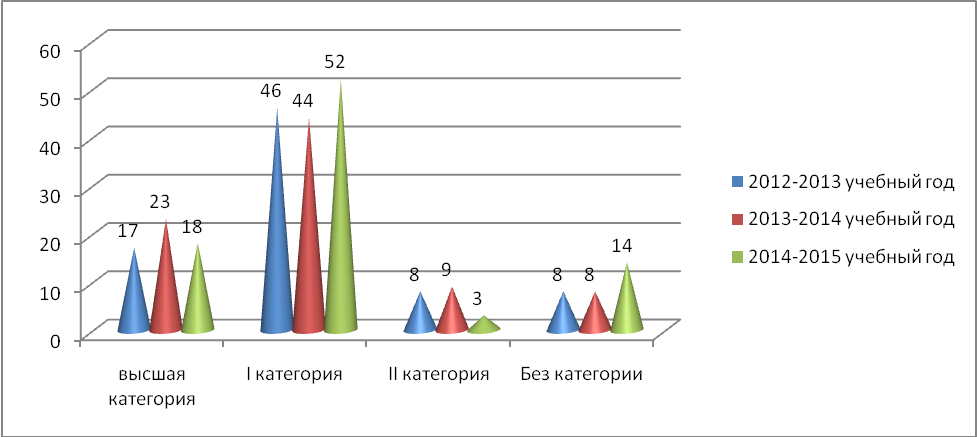 60
50
40
30
20
10
0
17
23
18
46
44
52
8
9
3
8
8
14
высшая
категория
I категория
II категория
Без категории
2012-2013 учебный год
2013-2014 учебный год
2014-2015 учебный год